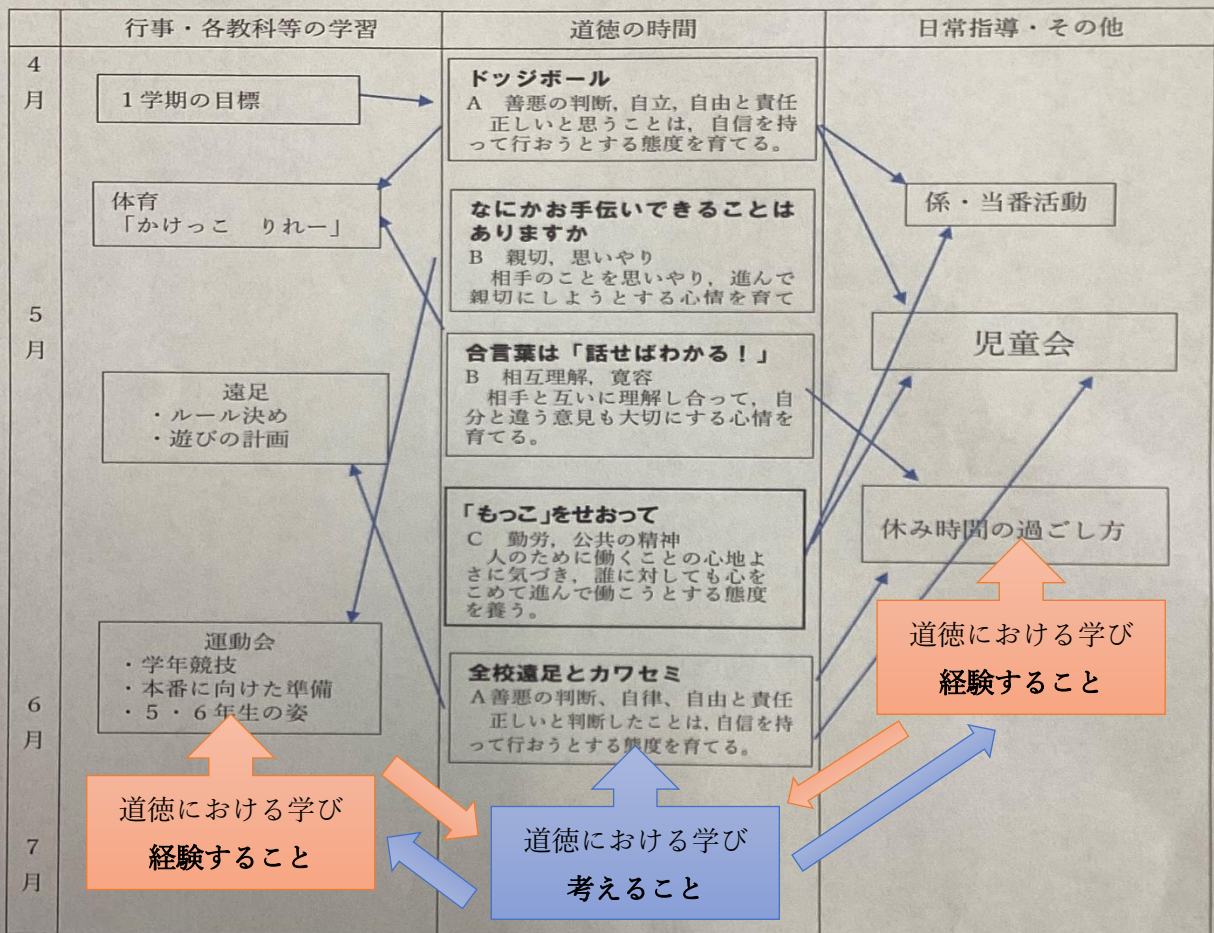 行事・各教科等の学習
道徳の時間
日常指導・その他
4
月
5
月
6
月
7
月
1学期の目標
体育
「かけっこ　りれー」
遠足
・ルール決め
・遊びの計画
運動会
・学年競技
・本番に向けた準備
・5・6年生の姿
道徳における学び
経験すること
ドッジボール
A　善悪の判断，自立，自由と責任
正しいと思うことは，自信を持
って行おうとする態度を育てる。
なにかお手伝いできることは
ありますか
B　親切，思いやり
相手のことを思いやり，進んで
親切にしようとする心情を育て
合言葉は「話せばわかる！」
B　相互理解，寛容
相手と互いに理解し合って，自
分と違う意見も大切にする心情を
育てる。
「もっこ」をせおって
C　勤労，公共の精神
人のために働くことの心地よ
さに気づき，誰に対しても心を
こめて進んで働こうとする態度
を養う。
全校遠足とカワセミ
A善悪の判断、自律、自由と責任
正しいと判断したことは，自信を持
って行おうとする態度を育てる。
道徳における学び
考えること
係・当番活動
児童会
休み時間の過ごし方
道徳における学び
経験すること